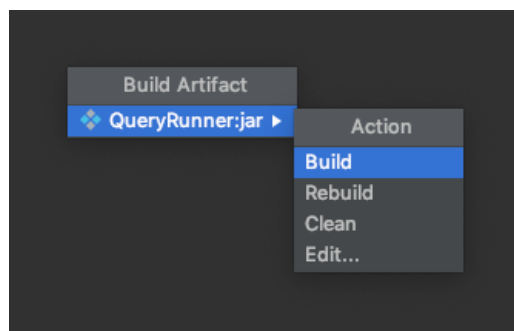 Build Artifact
QueryRunner:jar
Action
Build
Rebuild
Clean
Edit...